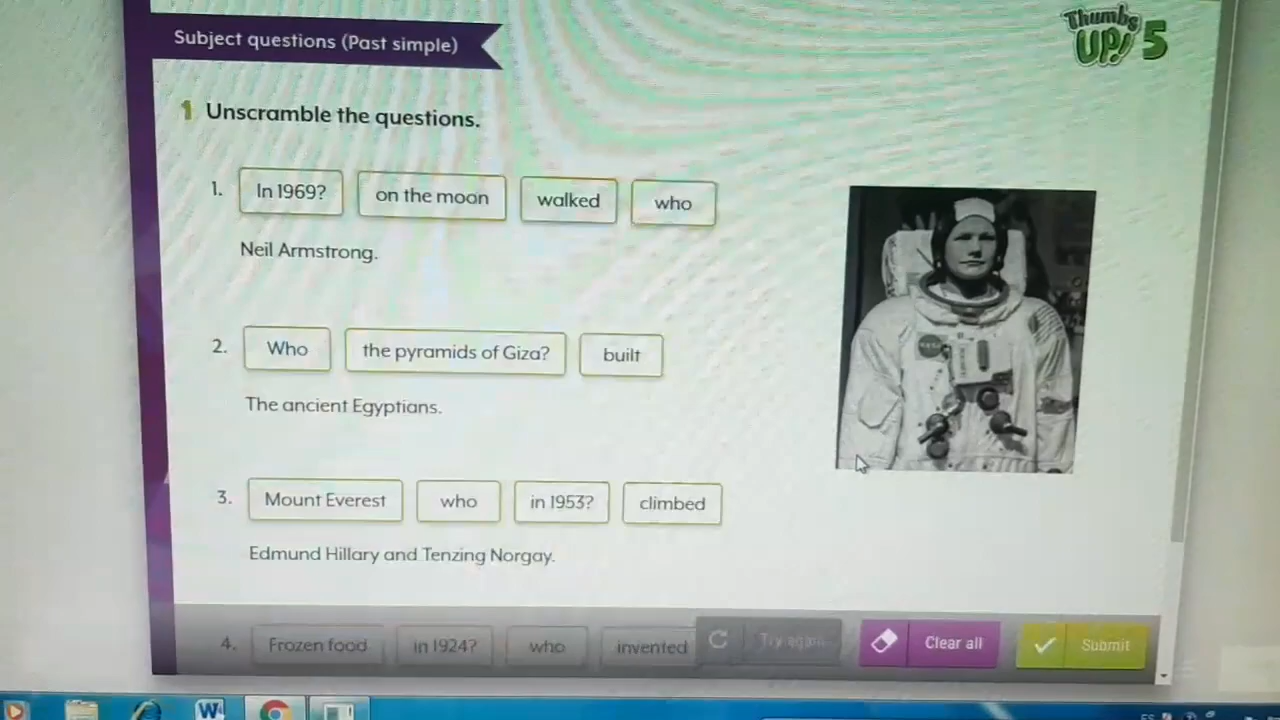 Subject questions (Past simple)
Thumbs
UP! 5
1 Unscramble the questions.
1. In 1969? on the moon walked who
Neil Armstrong.
2. Who the pyramids of Giza? built
The ancient Egyptians.
3. Mount Everest who in 1953? climbed
Edmund Hillary and Tenzing Norgay.
4. Frozen food in 1924? who invented Try again Clear all Submit